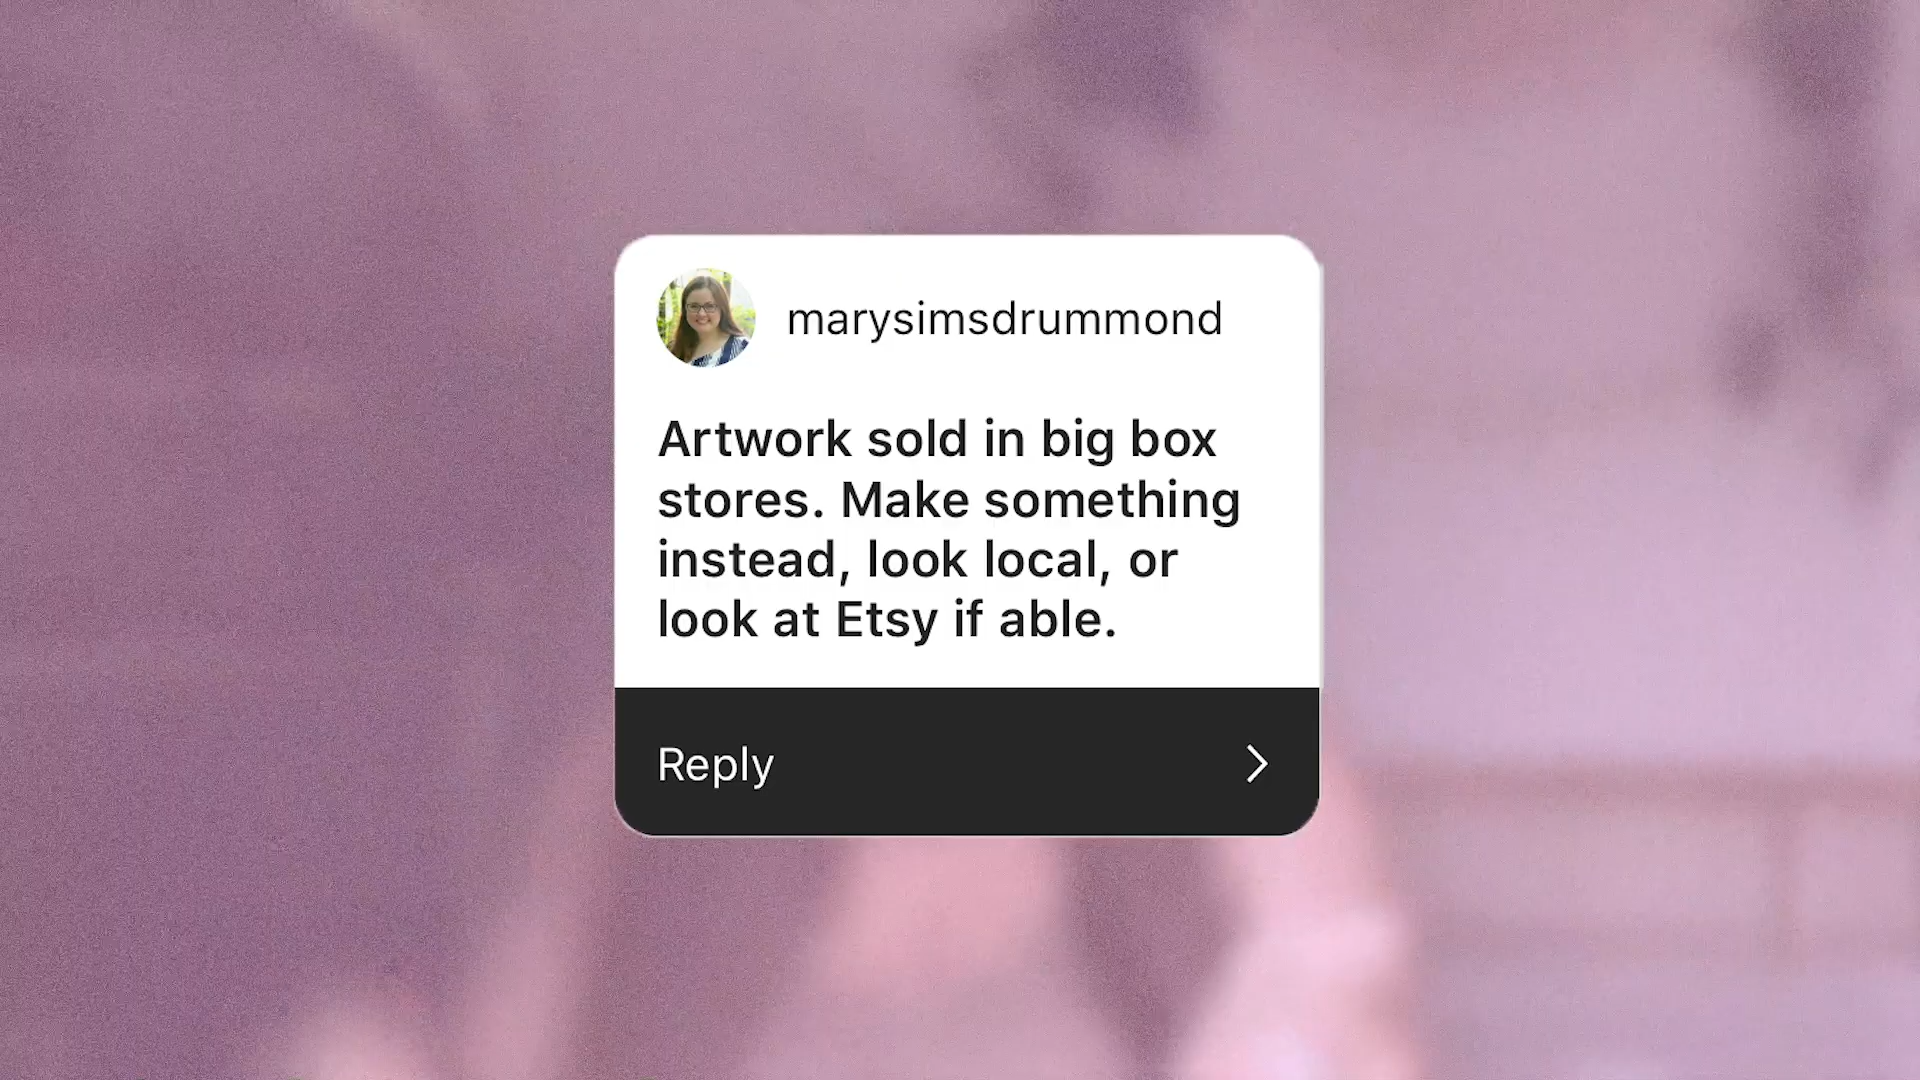 marysimsdrummond
Artwork sold in big box
stores. Make something
instead, look local, or
look at Etsy if able.
Reply